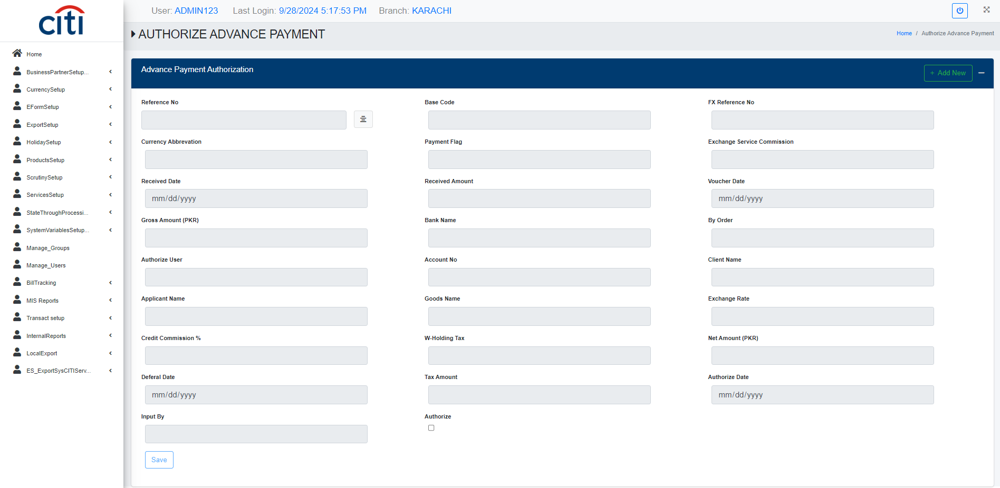 citi
User: ADMIN123 Last Login: 9/28/2024 5:17:53 PM Branch: KARACHI
AUTHORIZE ADVANCE PAYMENT
Home / Authorize Advance Payment
Home
BusinessPartnerSetup...
CurrencySetup
EFormSetup
ExportSetup
HolidaySetup
ProductsSetup
ScrutinySetup
ServicesSetup
StateThroughProcessi...
SystemVariablesSetup...
Manage_Groups
Manage_Users
BillTracking
MIS Reports
Transact setup
InternalReports
LocalExport
ES_ExportSysCITIServ...
Advance Payment Authorization
+ Add New
Reference No
Base Code
FX Reference No
Currency Abbrevation
Payment Flag
Exchange Service Commission
Received Date
Received Amount
Voucher Date
mm/dd/yyyy
mm/dd/yyyy
Gross Amount (PKR)
Bank Name
By Order
Authorize User
Account No
Client Name
Applicant Name
Goods Name
Exchange Rate
Credit Commission %
W-Holding Tax
Net Amount (PKR)
Deferal Date
Tax Amount
Authorize Date
mm/dd/yyyy
mm/dd/yyyy
Input By
Authorize
Save